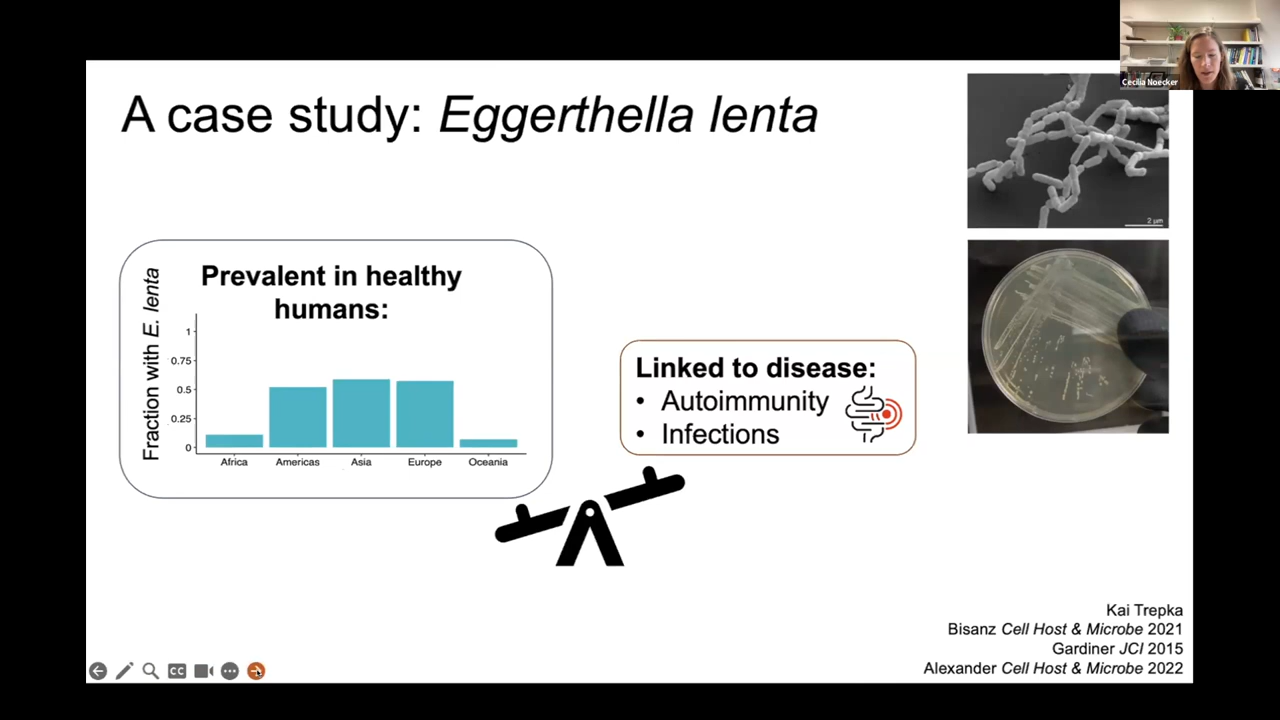 Cecilia Noecker
A case study: Eggerthella lenta
2 µm
Prevalent in healthy
humans:
Fraction with E. lenta
1
0.75
0.5
0.25
0
Africa Americas Asia Europe Oceania
Linked to disease:
• Autoimmunity
• Infections
Kai Trepka
Bisanz Cell Host & Microbe 2021
Gardiner JCI 2015
Alexander Cell Host & Microbe 2022
CC